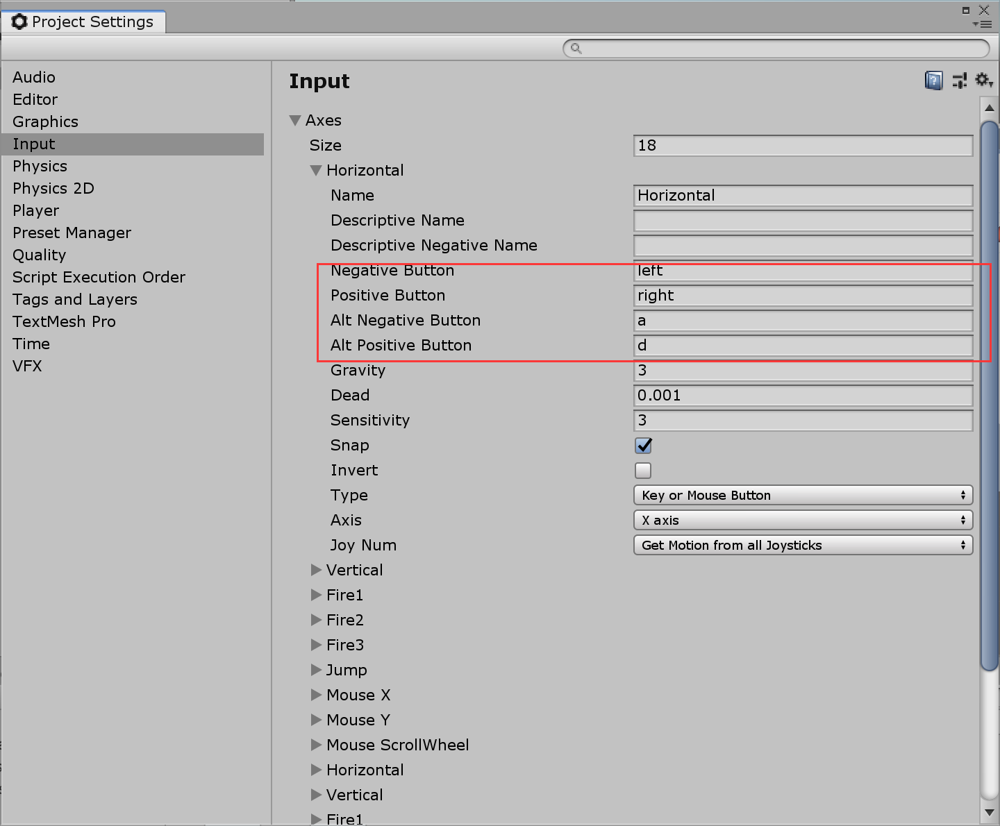 Project Settings
Audio
Editor
Graphics
Input
Physics
Physics 2D
Player
Preset Manager
Quality
Script Execution Order
Tags and Layers
TextMesh Pro
Time
VFX
Input
Axes
Size 18
Horizontal
Name Horizontal
Descriptive Name
Descriptive Negative Name
Negative Button left
Positive Button right
Alt Negative Button a
Alt Positive Button d
Gravity 3
Dead 0.001
Sensitivity 3
Snap
Invert
Type Key or Mouse Button
Axis X axis
Joy Num Get Motion from all Joysticks
Vertical
Fire1
Fire2
Fire3
Jump
Mouse X
Mouse Y
Mouse ScrollWheel
Horizontal
Vertical
Fire1